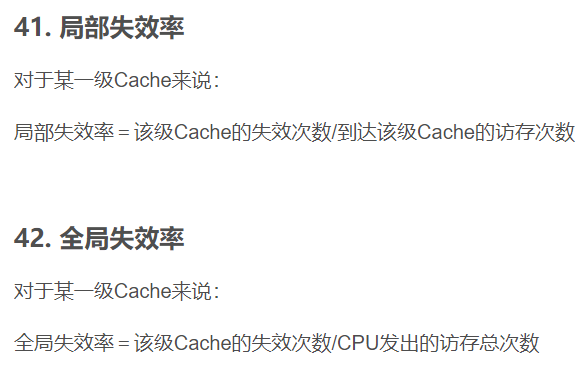 41. 局部失效率
对于某一级Cache来说：
局部失效率＝该级Cache的失效次数/到达该级Cache的访存次数
42. 全局失效率
对于某一级Cache来说：
全局失效率＝该级Cache的失效次数/CPU发出的访存总次数